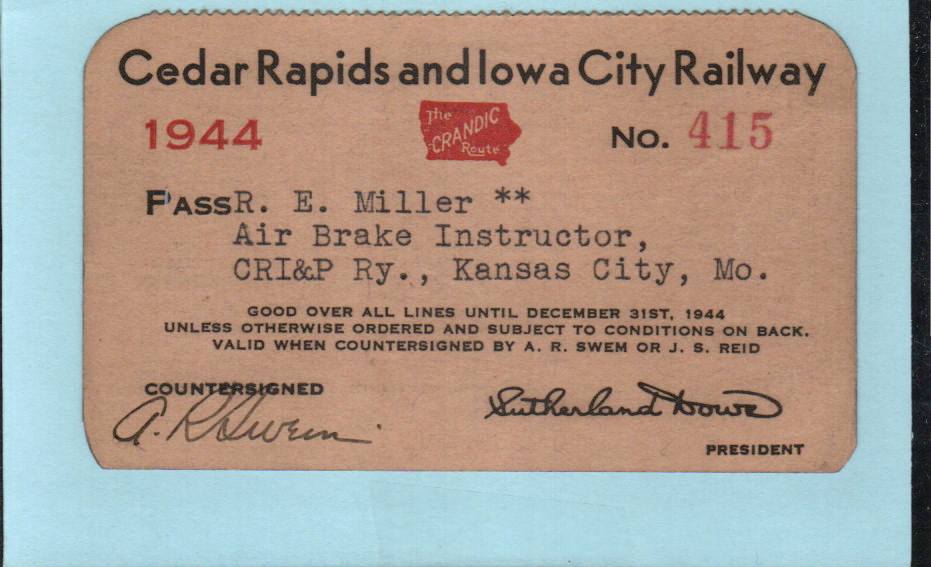 Cedar Rapids and Iowa City Railway
1944
The
CRANDIC
Route
No. 415
PASS R. E. Miller **
Air Brake Instructor,
CRI&P Ry., Kansas City, Mo.
GOOD OVER ALL LINES UNTIL DECEMBER 31ST, 1944
UNLESS OTHERWISE ORDERED AND SUBJECT TO CONDITIONS ON BACK.
VALID WHEN COUNTERSIGNED BY A. R. SWEM OR J. S. REID
COUNTERSIGNED
A. R. Swem.
Sutherland Dows
PRESIDENT